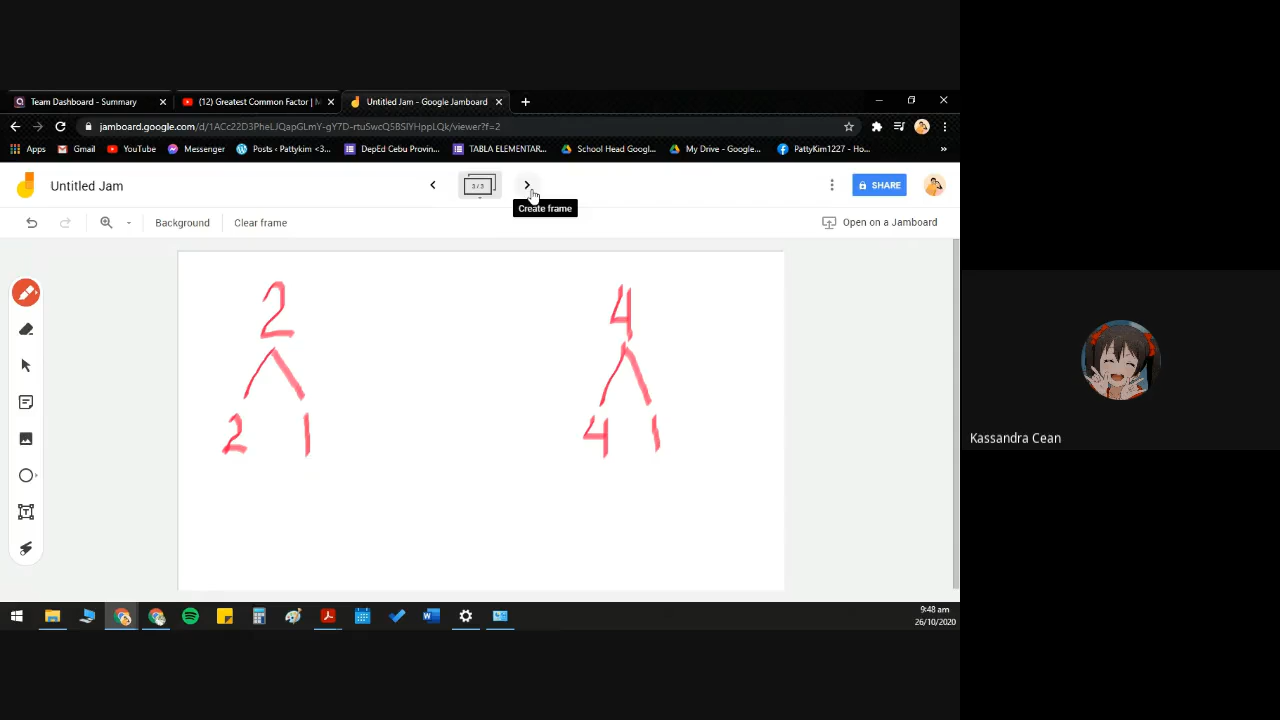 Team Dashboard - Summary
(12) Greatest Common Factor | M
Untitled Jam - Google Jamboard
jamboard.google.com/d/1ACc22D3PheLJQapGLmY-gY7D-rtuSwcQ5BSIYHppLQk/viewer?f=2
Apps
Gmail
YouTube
Messenger
Posts ‹ Pattykim <3...
DepEd Cebu Provin...
TABLA ELEMENTAR...
School Head Googl...
My Drive - Google...
PattyKim1227 - Ho...
»
Untitled Jam
3 / 3
SHARE
Create frame
Background
Clear frame
Open on a Jamboard
2 4
2 1 4 1
Kassandra Cean
9:48 am
26/10/2020